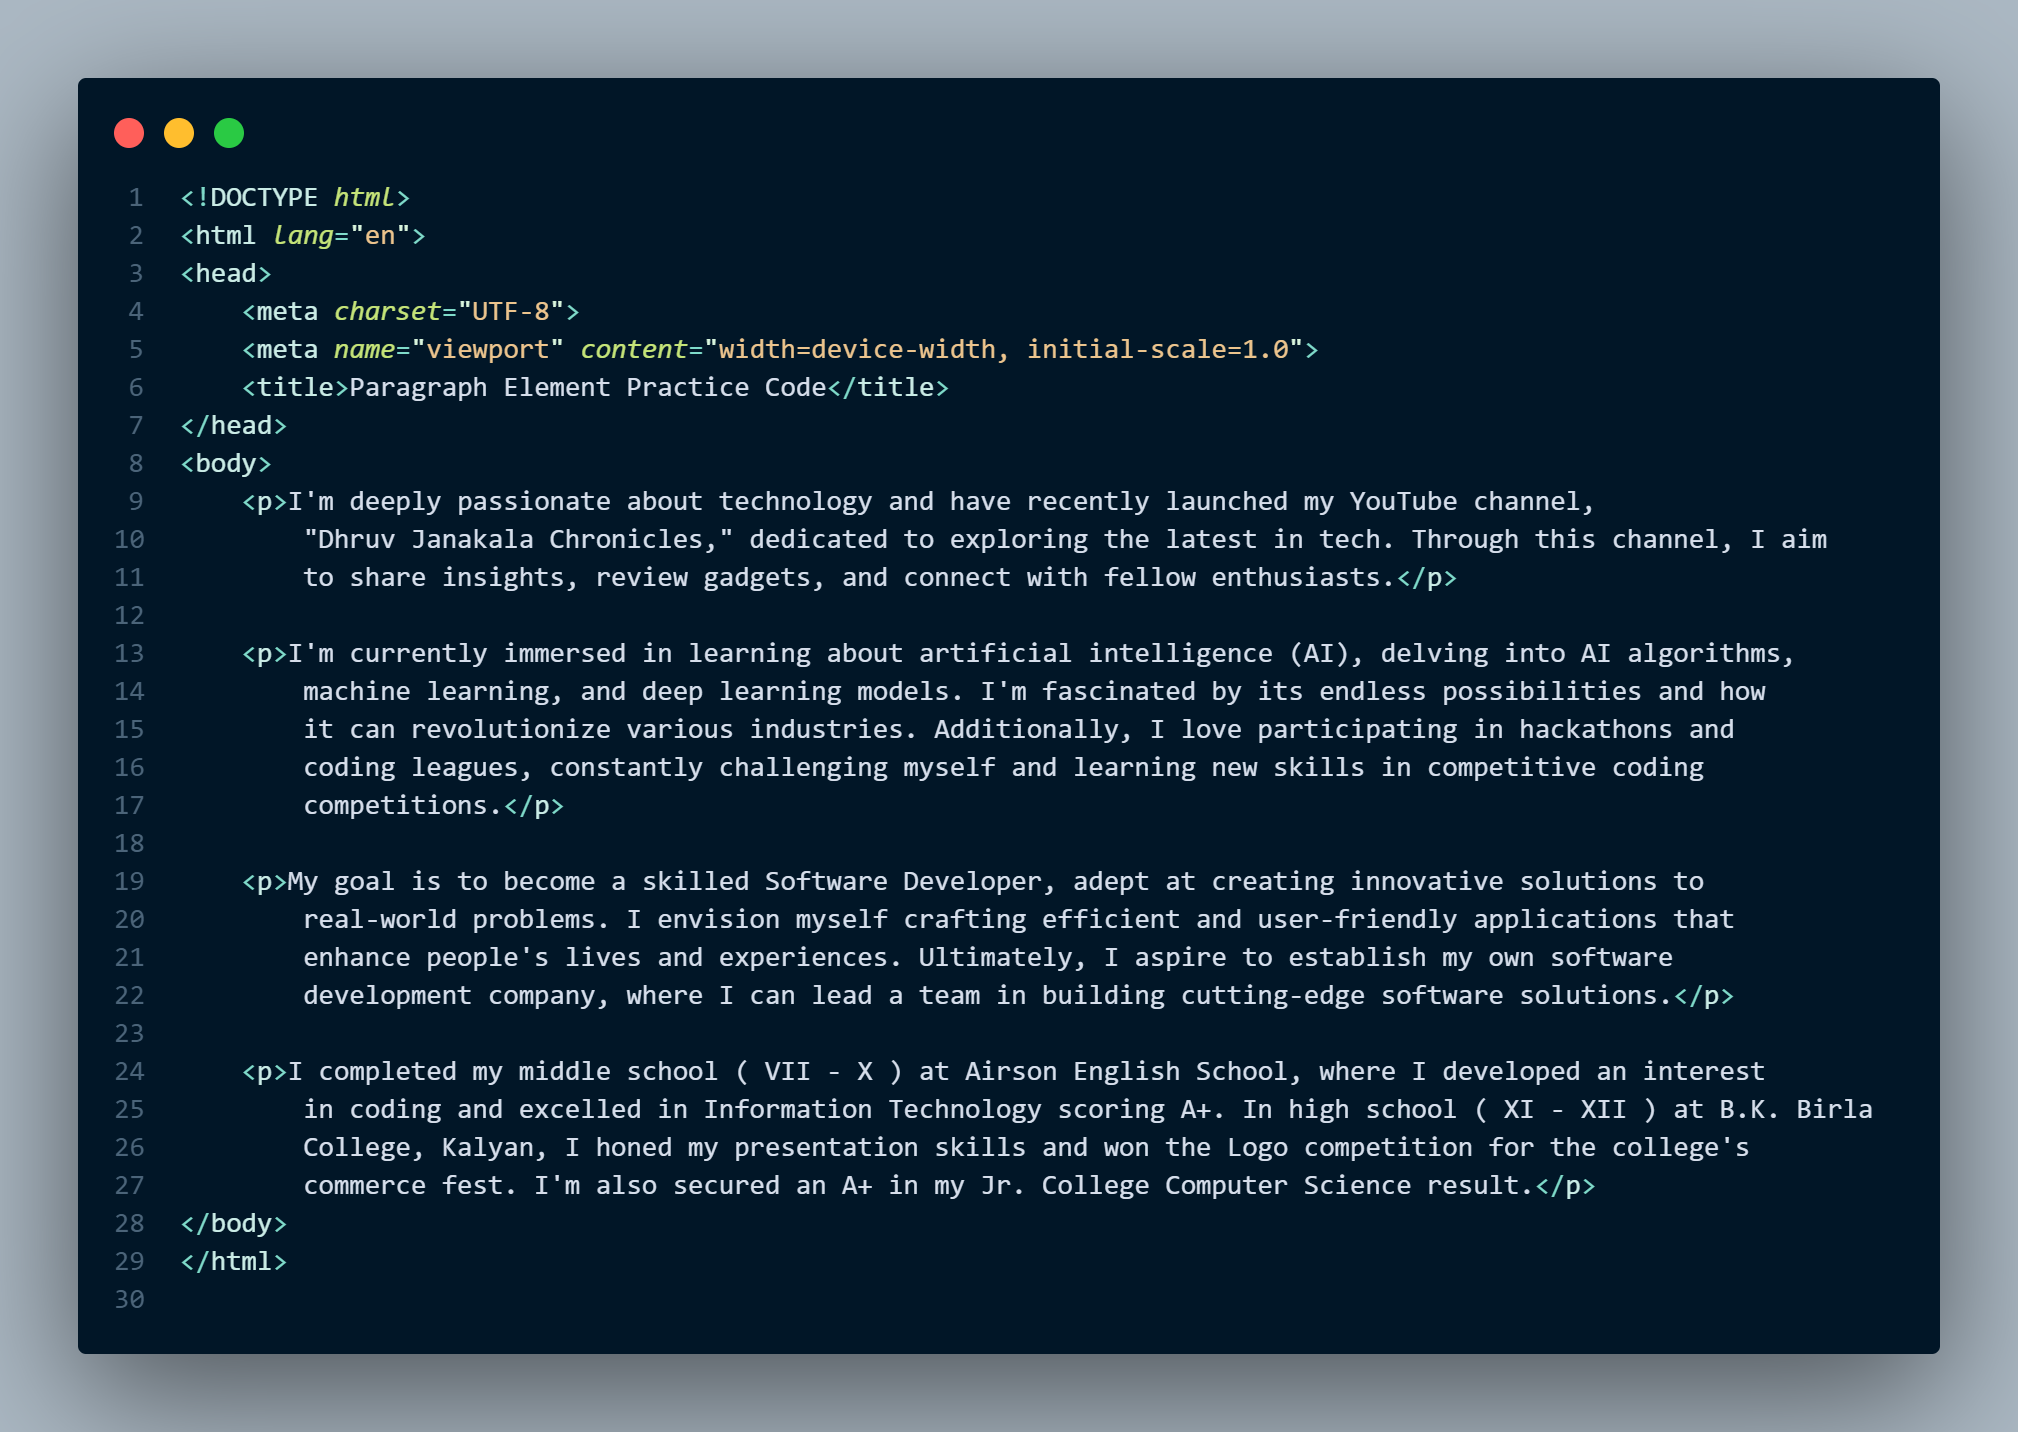 1 <!DOCTYPE html>
2 <html lang="en">
3 <head>
4     <meta charset="UTF-8">
5     <meta name="viewport" content="width=device-width, initial-scale=1.0">
6     <title>Paragraph Element Practice Code</title>
7 </head>
8 <body>
9     <p>I'm deeply passionate about technology and have recently launched my YouTube channel,
10         "Dhruv Janakala Chronicles," dedicated to exploring the latest in tech. Through this channel, I aim
11         to share insights, review gadgets, and connect with fellow enthusiasts.</p>
12
13     <p>I'm currently immersed in learning about artificial intelligence (AI), delving into AI algorithms,
14         machine learning, and deep learning models. I'm fascinated by its endless possibilities and how
15         it can revolutionize various industries. Additionally, I love participating in hackathons and
16         coding leagues, constantly challenging myself and learning new skills in competitive coding
17         competitions.</p>
18
19     <p>My goal is to become a skilled Software Developer, adept at creating innovative solutions to
20         real-world problems. I envision myself crafting efficient and user-friendly applications that
21         enhance people's lives and experiences. Ultimately, I aspire to establish my own software
22         development company, where I can lead a team in building cutting-edge software solutions.</p>
23
24     <p>I completed my middle school ( VII - X ) at Airson English School, where I developed an interest
25         in coding and excelled in Information Technology scoring A+. In high school ( XI - XII ) at B.K. Birla
26         College, Kalyan, I honed my presentation skills and won the Logo competition for the college's
27         commerce fest. I'm also secured an A+ in my Jr. College Computer Science result.</p>
28 </body>
29 </html>
30